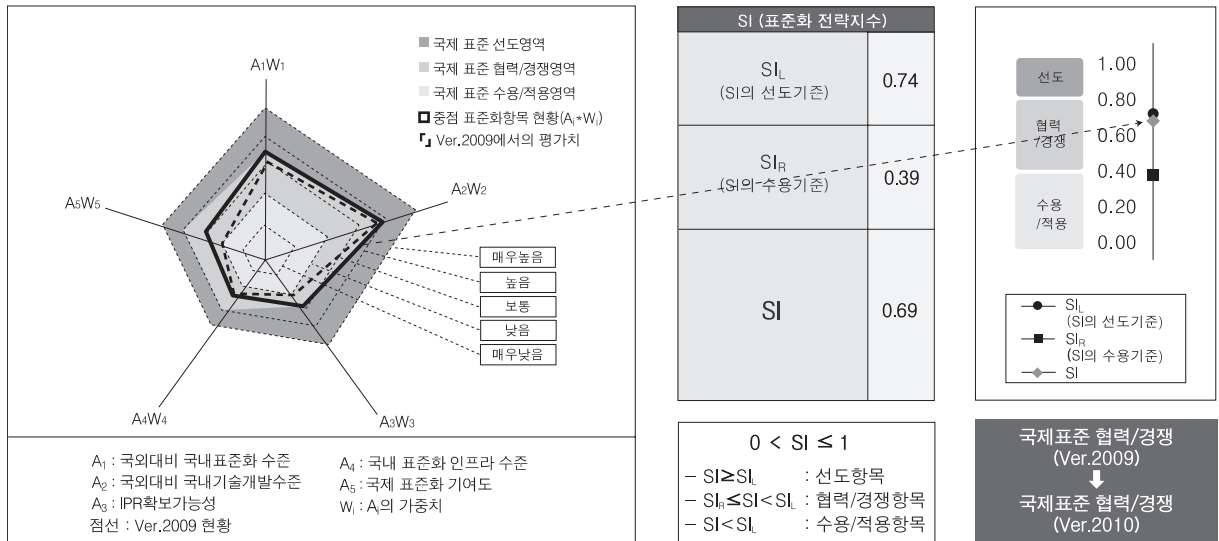 ■ 국제 표준 선도영역
■ 국제 표준 협력/경쟁영역
■ 국제 표준 수용/적용영역
중점 표준화항목 현황(Ai*Wi)
Ver.2009에서의 평가치
A1W1
A2W2
A5W5
A4W4
A3W3
매우높음
높음
보통
낮음
매우낮음
A1 : 국외대비 국내표준화 수준
A2 : 국외대비 국내기술개발수준
A3 : IPR확보가능성
점선 : Ver.2009 현황
A4 : 국내 표준화 인프라 수준
A5 : 국제 표준화 기여도
Wi : Ai의 가중치
SI (표준화 전략지수)
SIL
(SI의 선도기준)
0.74
SIR
(SI의 수용기준)
0.39
SI
0.69
0 < SI ≤ 1
– SI≥SIL : 선도항목
– SIR≤SI<SIL : 협력/경쟁항목
– SI<SIL : 수용/적용항목
선도
협력
/경쟁
수용
/적용
1.00
0.80
0.60
0.40
0.20
0.00
SIL
(SI의 선도기준)
SIR
(SI의 수용기준)
SI
국제표준 협력/경쟁
(Ver.2009)
국제표준 협력/경쟁
(Ver.2010)